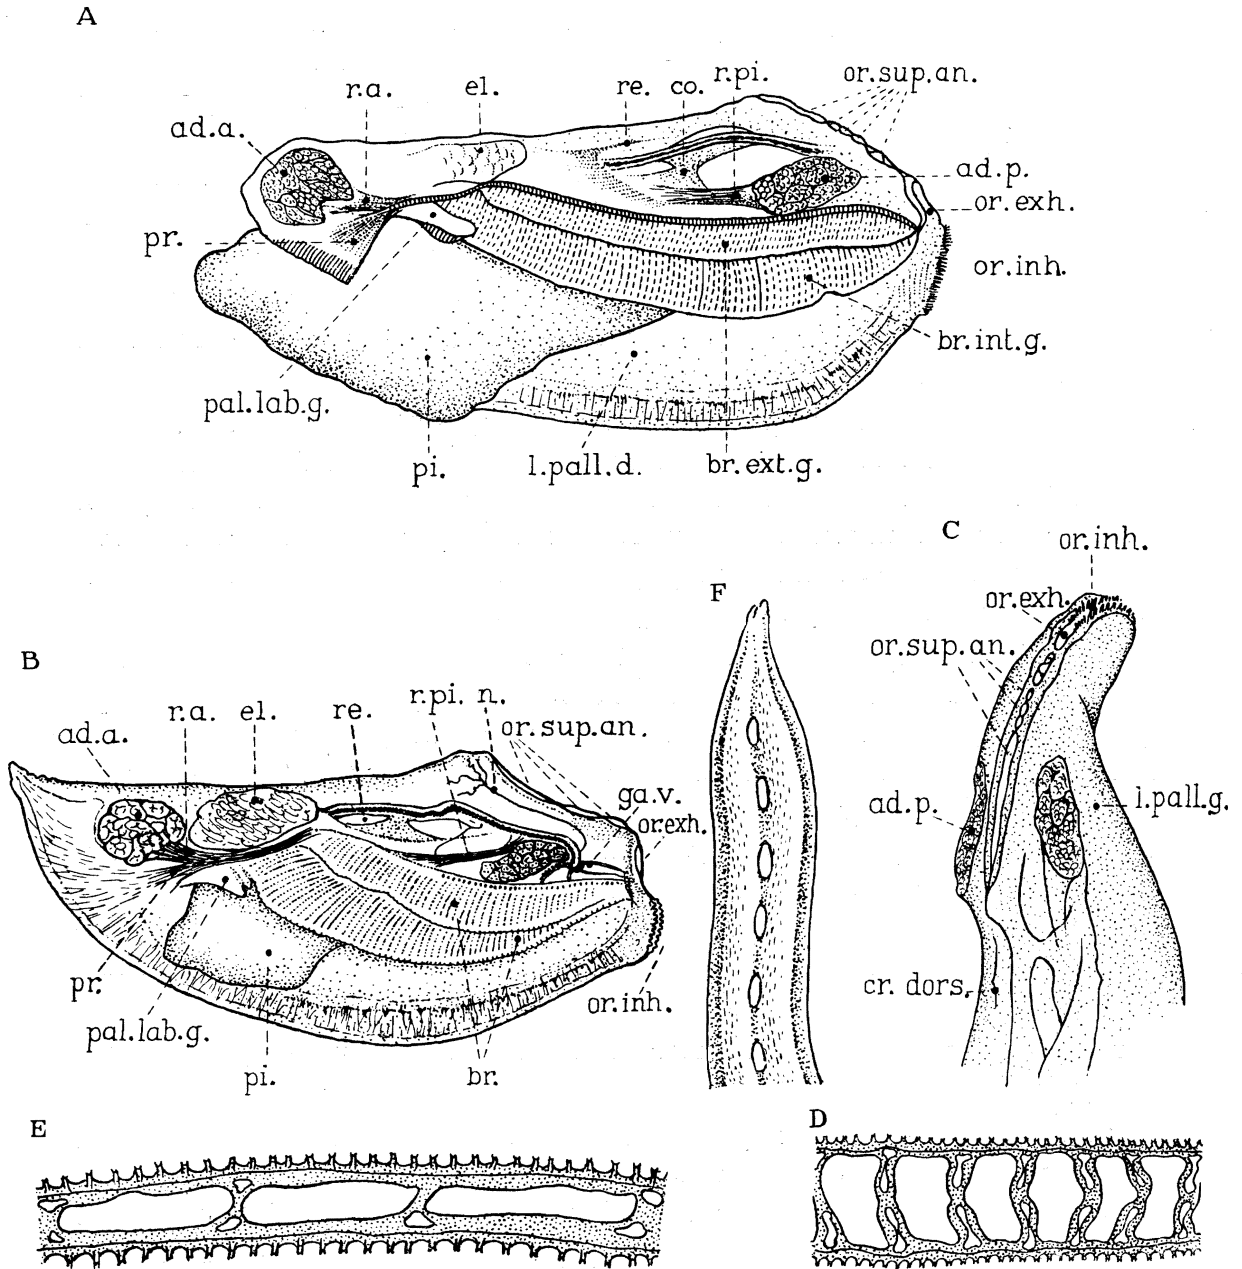 A
r.a.
el.
re.
co.
r.pi.
or.sup.an.
ad.a.
ad.p.
or.exh.
pr.
or.inh.
br.int.g.
pal.lab.g.
pi.
l.pall.d.
br.ext.g.
C
or.inh.
F
or.exh.
or.sup.an.
B
r.a.
el.
re.
r.pi.
n.
or.sup.an.
ad.a.
ga.v.
or.exh.
ad.p.
l.pall.g.
pr.
pal.lab.g.
pi.
br.
or.inh.
cr. dors.
E
D